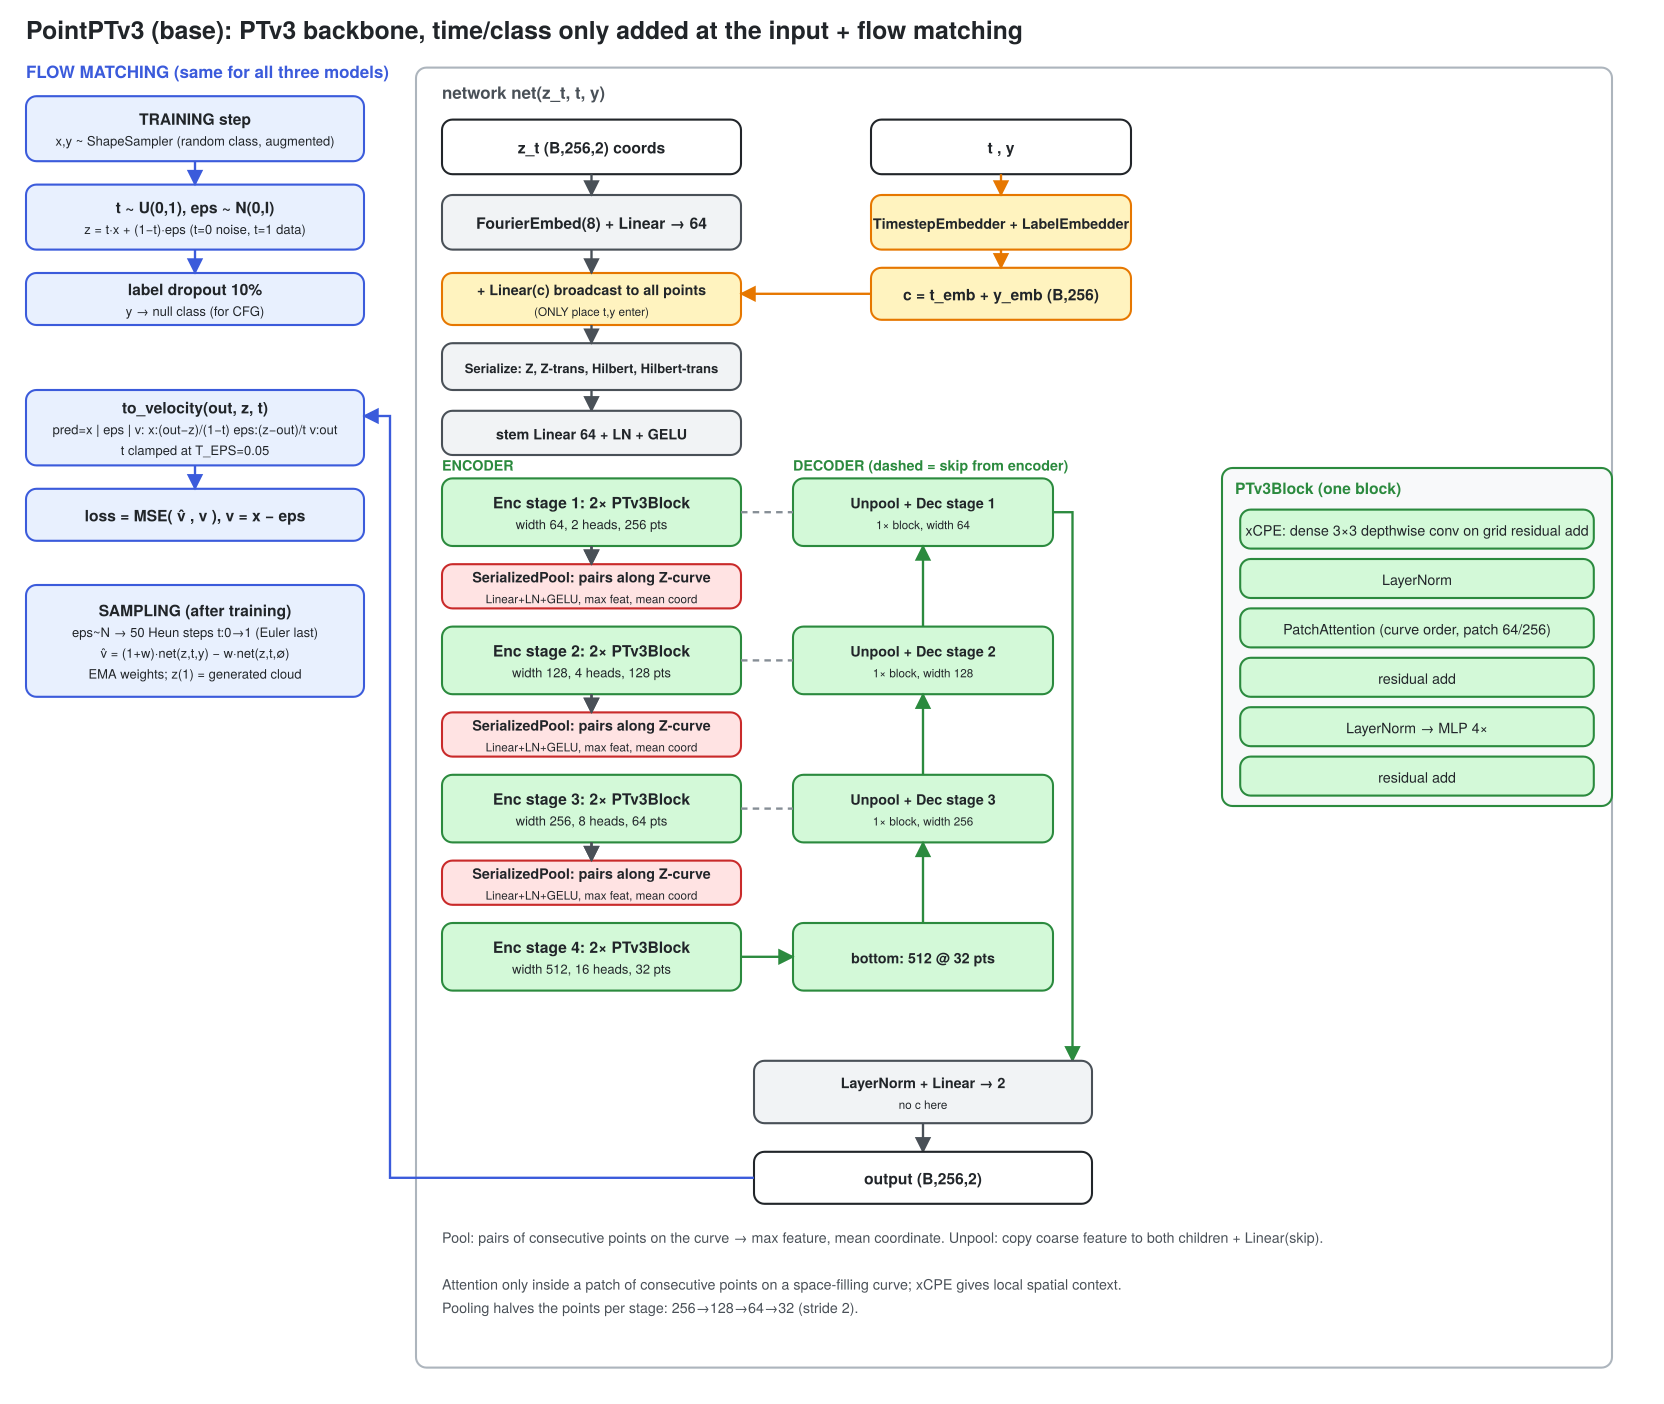 PointPTv3 (base): PTv3 backbone, time/class only added at the input + flow matching
FLOW MATCHING (same for all three models)
TRAINING step
x,y ~ ShapeSampler (random class, augmented)
t ~ U(0,1), eps ~ N(0,I)
z = t·x + (1−t)·eps (t=0 noise, t=1 data)
label dropout 10%
y → null class (for CFG)
to_velocity(out, z, t)
pred=x | eps | v: x:(out−z)/(1−t) eps:(z−out)/t v:out
t clamped at T_EPS=0.05
loss = MSE( v̂ , v ), v = x − eps
SAMPLING (after training)
eps~N → 50 Heun steps t:0→1 (Euler last)
v̂ = (1+w)·net(z,t,y) − w·net(z,t,ø)
EMA weights; z(1) = generated cloud
network net(z_t, t, y)
z_t (B,256,2) coords
t , y
FourierEmbed(8) + Linear → 64
TimestepEmbedder + LabelEmbedder
+ Linear(c) broadcast to all points
(ONLY place t,y enter)
c = t_emb + y_emb (B,256)
Serialize: Z, Z-trans, Hilbert, Hilbert-trans
stem Linear 64 + LN + GELU
ENCODER
DECODER (dashed = skip from encoder)
Enc stage 1: 2× PTv3Block
width 64, 2 heads, 256 pts
Unpool + Dec stage 1
1× block, width 64
SerializedPool: pairs along Z-curve
Linear+LN+GELU, max feat, mean coord
Enc stage 2: 2× PTv3Block
width 128, 4 heads, 128 pts
Unpool + Dec stage 2
1× block, width 128
SerializedPool: pairs along Z-curve
Linear+LN+GELU, max feat, mean coord
Enc stage 3: 2× PTv3Block
width 256, 8 heads, 64 pts
Unpool + Dec stage 3
1× block, width 256
SerializedPool: pairs along Z-curve
Linear+LN+GELU, max feat, mean coord
Enc stage 4: 2× PTv3Block
width 512, 16 heads, 32 pts
bottom: 512 @ 32 pts
PTv3Block (one block)
xCPE: dense 3×3 depthwise conv on grid residual add
LayerNorm
PatchAttention (curve order, patch 64/256)
residual add
LayerNorm → MLP 4×
residual add
LayerNorm + Linear → 2
no c here
output (B,256,2)
Pool: pairs of consecutive points on the curve → max feature, mean coordinate. Unpool: copy coarse feature to both children + Linear(skip).
Attention only inside a patch of consecutive points on a space-filling curve; xCPE gives local spatial context.
Pooling halves the points per stage: 256→128→64→32 (stride 2).